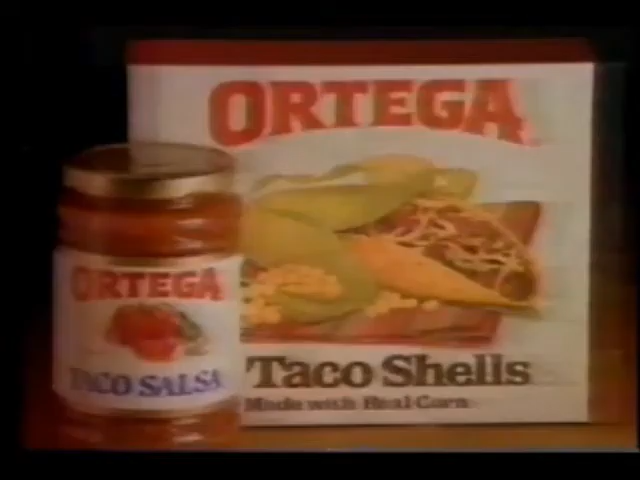 ORTEGA
Taco Shells
Made with Real Corn
ORTEGA
TACO SALSA